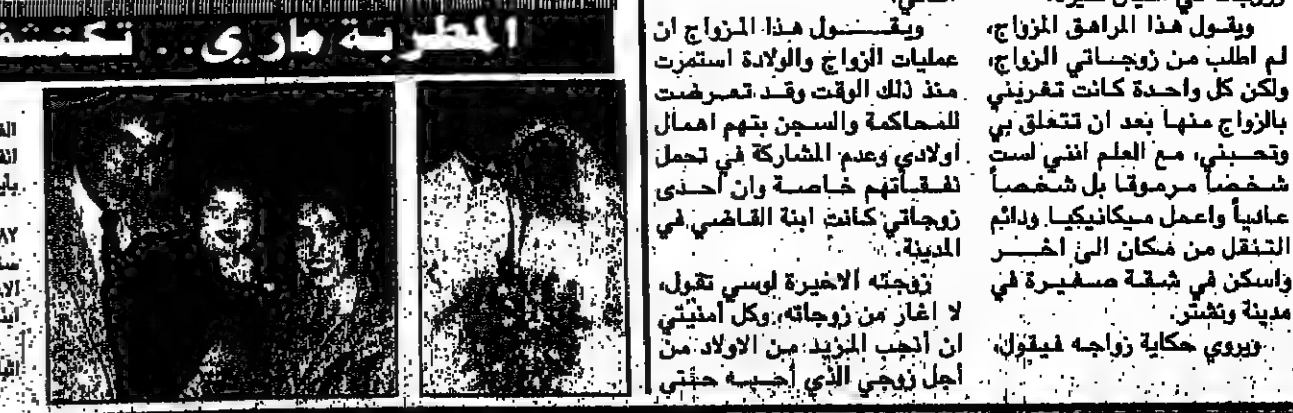 ويقول هذا المراهق المزواج،
لم اطلب من زوجاتي الزواج،
ولكن كل واحدة كانت تغريني
بالزواج منها بعد ان تتعلق بي
وتحبني، مع العلم انني لست
شخصاً مرموقا بل شخصاً
عادياً واعمل ميكانيكيا ودائم
التنقل من مكان الى اخر
واسكن في شقة صغيرة في
مدينة ونشتر.
ويروي حكاية زواجه فيقول،
ويقول هذا المزواج ان
عمليات الزواج والولادة استمرت
منذ ذلك الوقت وقد تعرضت
للمحاكمة والسجن بتهم اهمال
أولادي وعدم المشاركة في تحمل
نفقاتهم خاصة وان احدى
زوجاتي كانت ابنة القاضي في
المدينة.
زوجته الاخيرة لوسي تقول،
لا اغار من زوجاته، وكل أمنيتي
ان أنجب المزيد من الاولاد من
أجل زوجي الذي أحبه حتى
المطربة ماري.. تكتشف